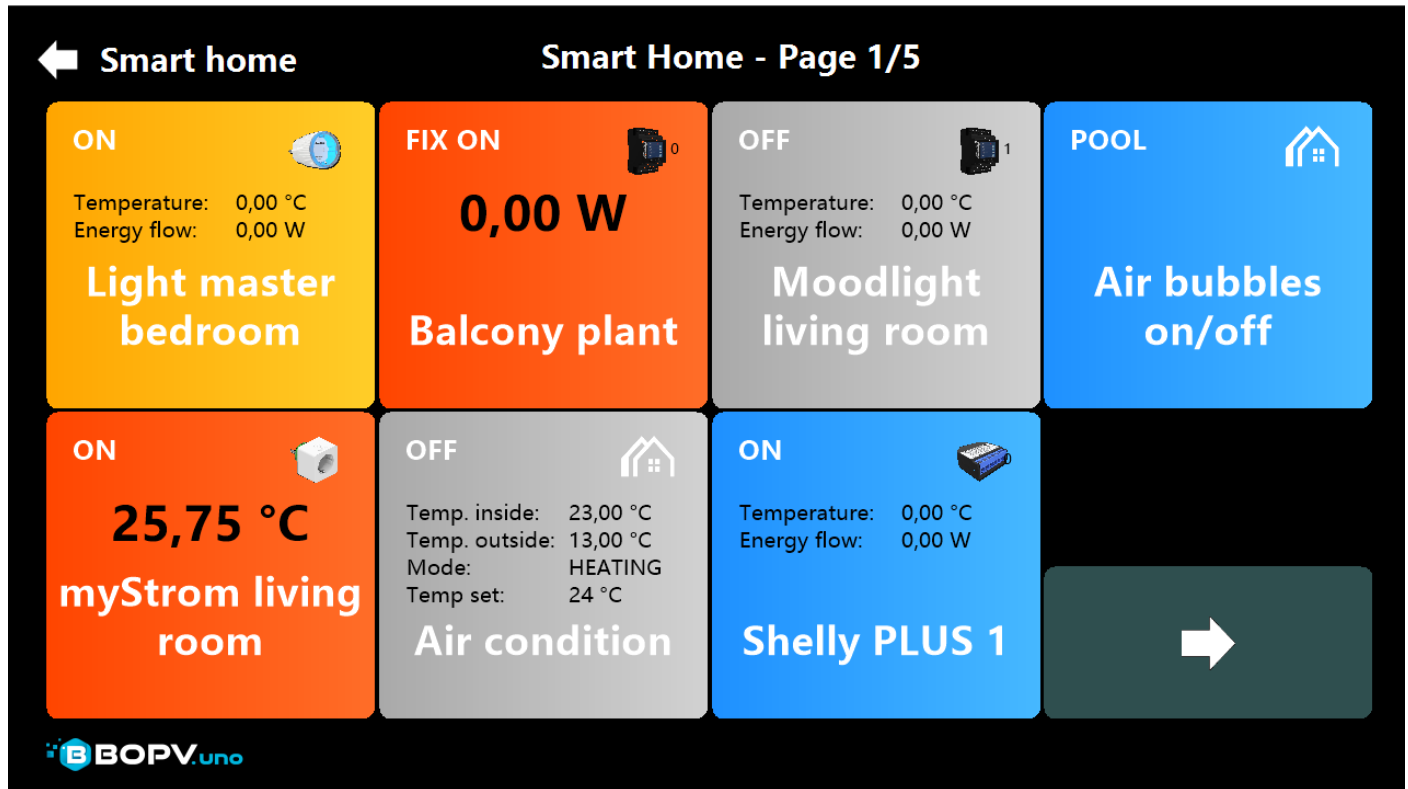 Smart home
Smart Home - Page 1/5
ON
Temperature: 0,00 °C
Energy flow: 0,00 W
Light master
bedroom
FIX ON
0
0,00 W
Balcony plant
OFF
1
Temperature: 0,00 °C
Energy flow: 0,00 W
Moodlight
living room
POOL
Air bubbles
on/off
ON
25,75 °C
myStrom living
room
OFF
Temp. inside: 23,00 °C
Temp. outside: 13,00 °C
Mode: HEATING
Temp set: 24 °C
Air condition
ON
0
Temperature: 0,00 °C
Energy flow: 0,00 W
Shelly PLUS 1
B BOPV.uno